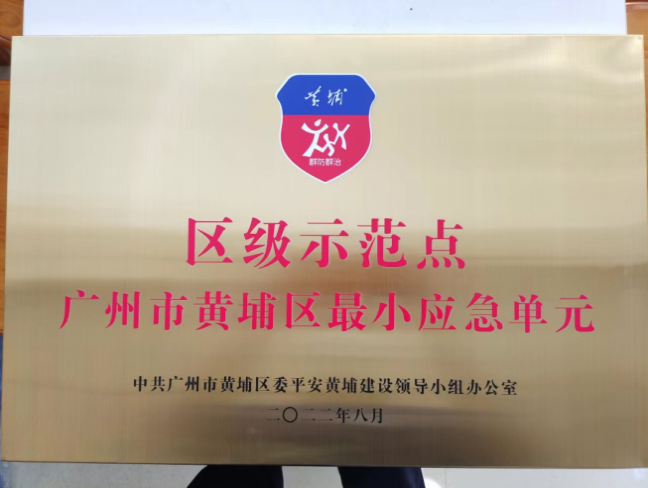 黄埔
群防群治
区级示范点
广州市黄埔区最小应急单元
中共广州市黄埔区委平安黄埔建设领导小组办公室
二〇二二年八月